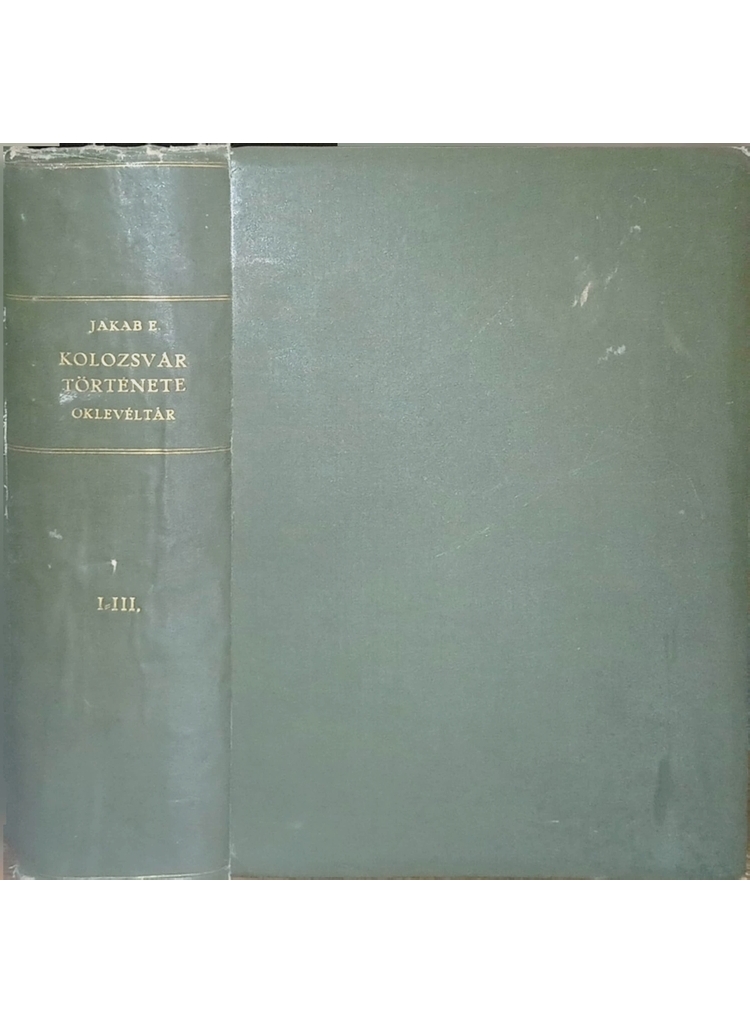 JAKAB E.
KOLOZSVÁR
TÖRTÉNETE
OKLEVÉLTÁR
I-III.